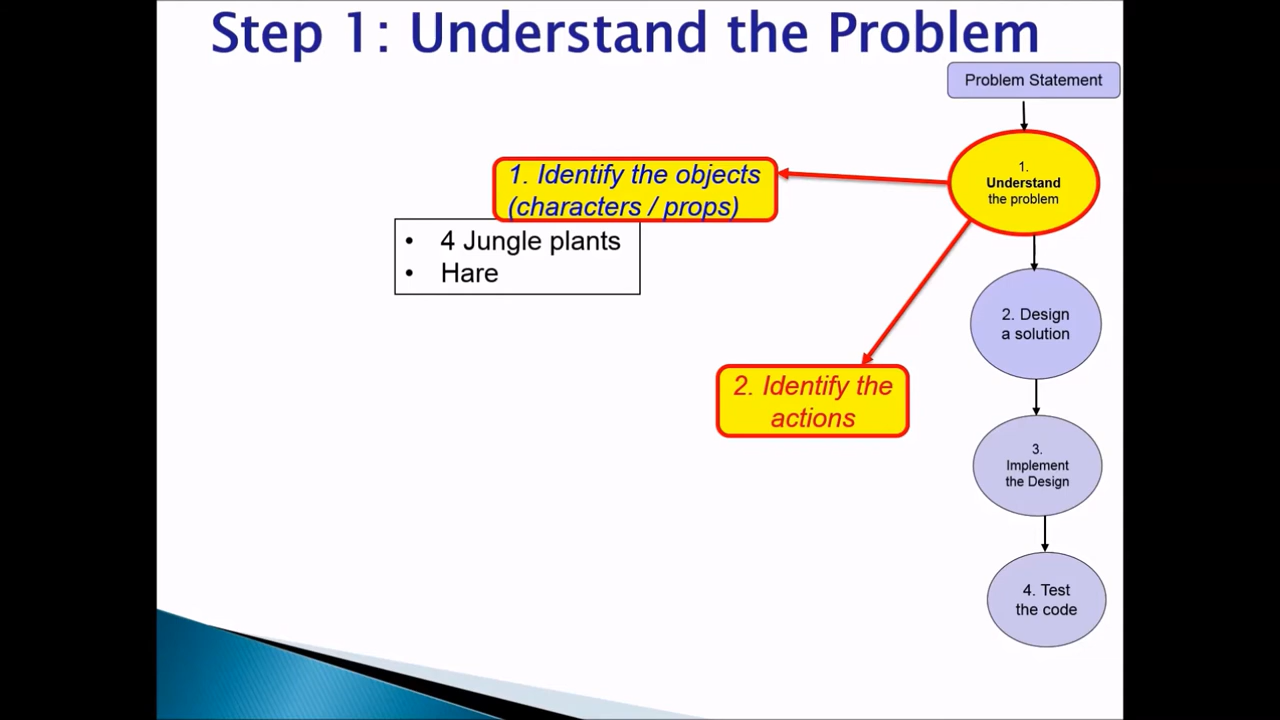 Step 1: Understand the Problem
Problem Statement
1.
Understand
the problem
1. Identify the objects
(characters / props)
• 4 Jungle plants
• Hare
2. Design
a solution
2. Identify the
actions
3.
Implement
the Design
4. Test
the code